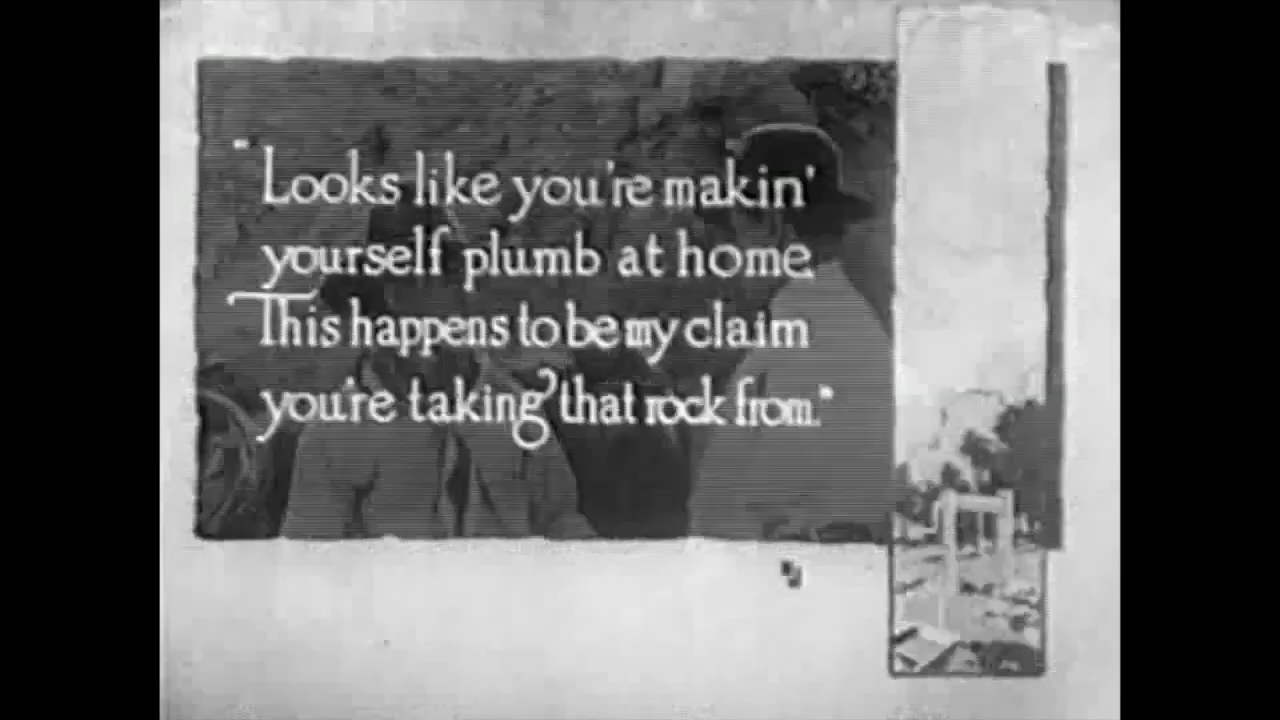 "Looks like you're makin'
yourself plumb at home.
This happens to be my claim
you're taking that rock from."